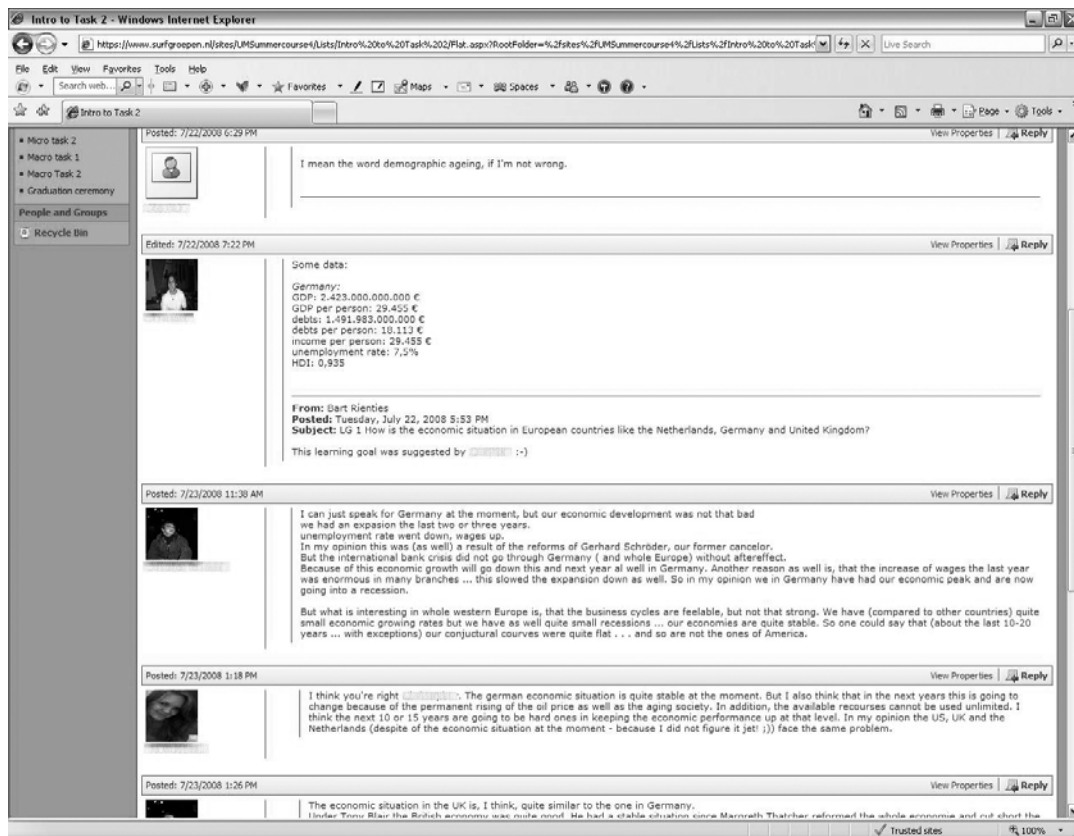 Intro to Task 2 - Windows Internet Explorer
https://www.surfgroepen.nl/sites/UMSummercourse4/Lists/Intro%20to%20Task%202/Flat.aspx?RootFolder=%2fsites%2fUMSummercourse4%2fLists%2fIntro%20to%20Task
Live Search
File Edit View Favorites Tools Help
Search web...
Favorites
Maps
Spaces
Intro to Task 2
Page
Tools
Micro task 2
Macro task 1
Macro Task 2
Graduation ceremony
People and Groups
Recycle Bin
Posted: 7/22/2008 6:29 PM View Properties Reply
I mean the word demographic ageing, if I'm not wrong.
Edited: 7/22/2008 7:22 PM View Properties Reply
Some data:
Germany:
GDP: 2.423.000.000.000 €
GDP per person: 29.455 €
debts: 1.491.983.000.000 €
debts per person: 18.113 €
income per person: 29.455 €
unemployment rate: 7,5%
HDI: 0,935
From: Bart Rienties
Posted: Tuesday, July 22, 2008 5:53 PM
Subject: LG 1 How is the economic situation in European countries like the Netherlands, Germany and United Kingdom?
This learning goal was suggested by :-)
Posted: 7/23/2008 11:38 AM View Properties Reply
I can just speak for Germany at the moment, but our economic development was not that bad
we had an expasion the last two or three years.
unemployment rate went down, wages up.
In my opinion this was (as well) a result of the reforms of Gerhard Schröder, our former cancelor.
But the international bank crisis did not go through Germany ( and whole Europe) without aftereffect.
Because of this economic growth will go down this and next year al well in Germany. Another reason as well is, that the increase of wages the last year
was enormous in many branches ... this slowed the expansion down as well. So in my opinion we in Germany have had our economic peak and are now
going into a recession.
But what is interesting in whole western Europe is, that the business cycles are feelable, but not that strong. We have (compared to other countries) quite
small economic growing rates but we have as well quite small recessions ... our economies are quite stable. So one could say that (about the last 10-20
years ... with exceptions) our conjuctural courves were quite flat . . . and so are not the ones of America.
Posted: 7/23/2008 1:18 PM View Properties Reply
I think you're right . The german economic situation is quite stable at the moment. But I also think that in the next years this is going to
change because of the permanent rising of the oil price as well as the aging society. In addition, the available recourses cannot be used unlimited. I
think the next 10 or 15 years are going to be hard ones in keeping the economic performance up at that level. In my opinion the US, UK and the
Netherlands (despite of the economic situation at the moment - because I did not figure it jet! ;)) face the same problem.
Posted: 7/23/2008 1:26 PM View Properties Reply
The economic situation in the UK is, I think, quite similar to the one in Germany.
Under Tony Blair the British economy was quite good. He had a stable situation since Margreth Thatcher reformed the whole economie and cut short the
Trusted sites
100%